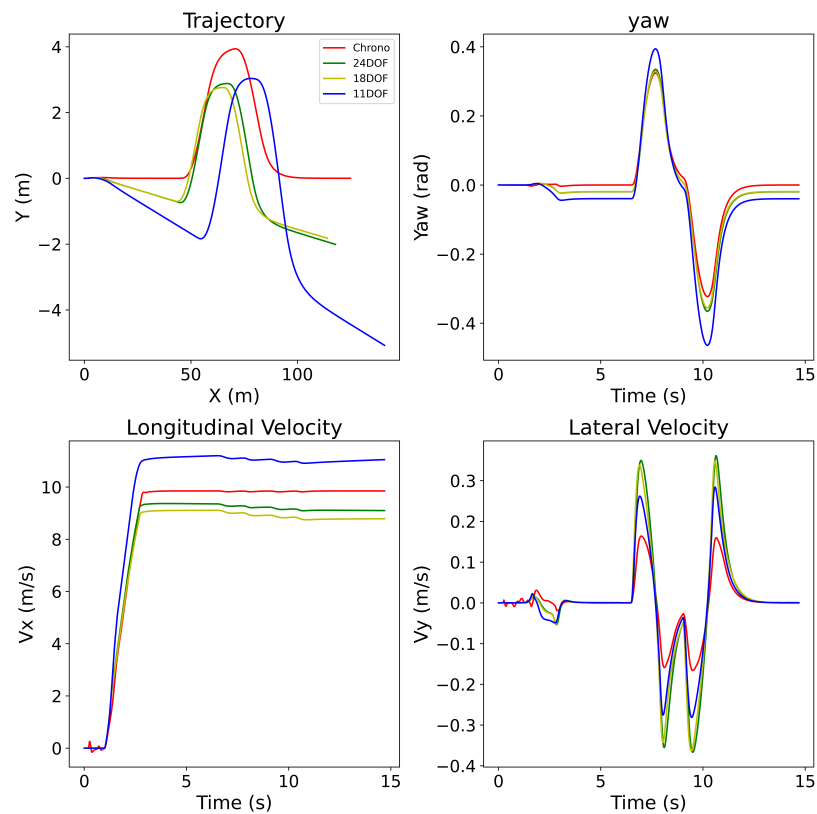 Trajectory
Y (m)
4
2
0
−2
−4
0 50 100
X (m)
Chrono
24DOF
18DOF
11DOF
yaw
Yaw (rad)
0.4
0.2
0.0
−0.2
−0.4
0 5 10 15
Time (s)
Longitudinal Velocity
Vx (m/s)
10
8
6
4
2
0
0 5 10 15
Time (s)
Lateral Velocity
Vy (m/s)
0.3
0.2
0.1
0.0
−0.1
−0.2
−0.3
−0.4
0 5 10 15
Time (s)